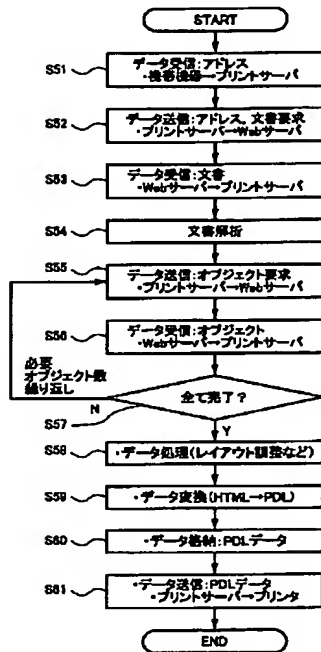 START
S51
データ受信:アドレス
・携帯機器→プリントサーバ
S52
データ送信:アドレス,文書要求
・プリントサーバ→Webサーバ
S53
データ受信:文書
・Webサーバ→プリントサーバ
S54
文書解析
S55
データ送信:オブジェクト要求
・プリントサーバ→Webサーバ
S56
データ受信:オブジェクト
・Webサーバ→プリントサーバ
必要
オブジェクト数
繰り返し
N
全て完了?
S57
Y
S58
・データ処理(レイアウト調整など)
S59
・データ変換(HTML→PDL)
S60
・データ格納:PDLデータ
S61
・データ送信:PDLデータ
・プリントサーバ→プリンタ
END